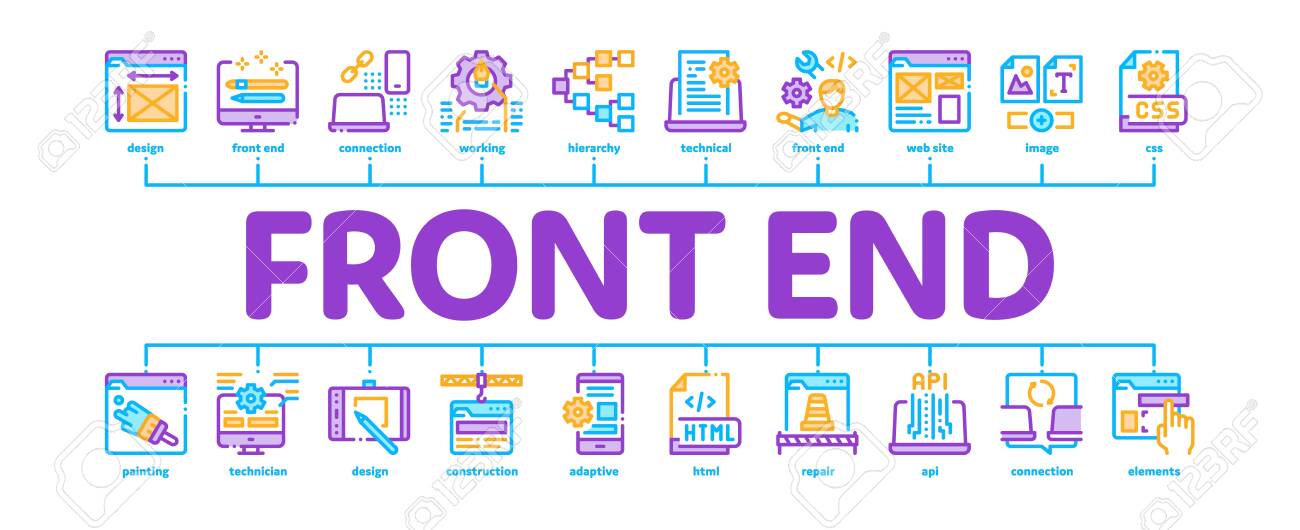 design front end connection working hierarchy technical front end web site image css
CSS
T
</>
FRONT END
API
</>
HTML
painting technician design construction adaptive html repair api connection elements
123RF